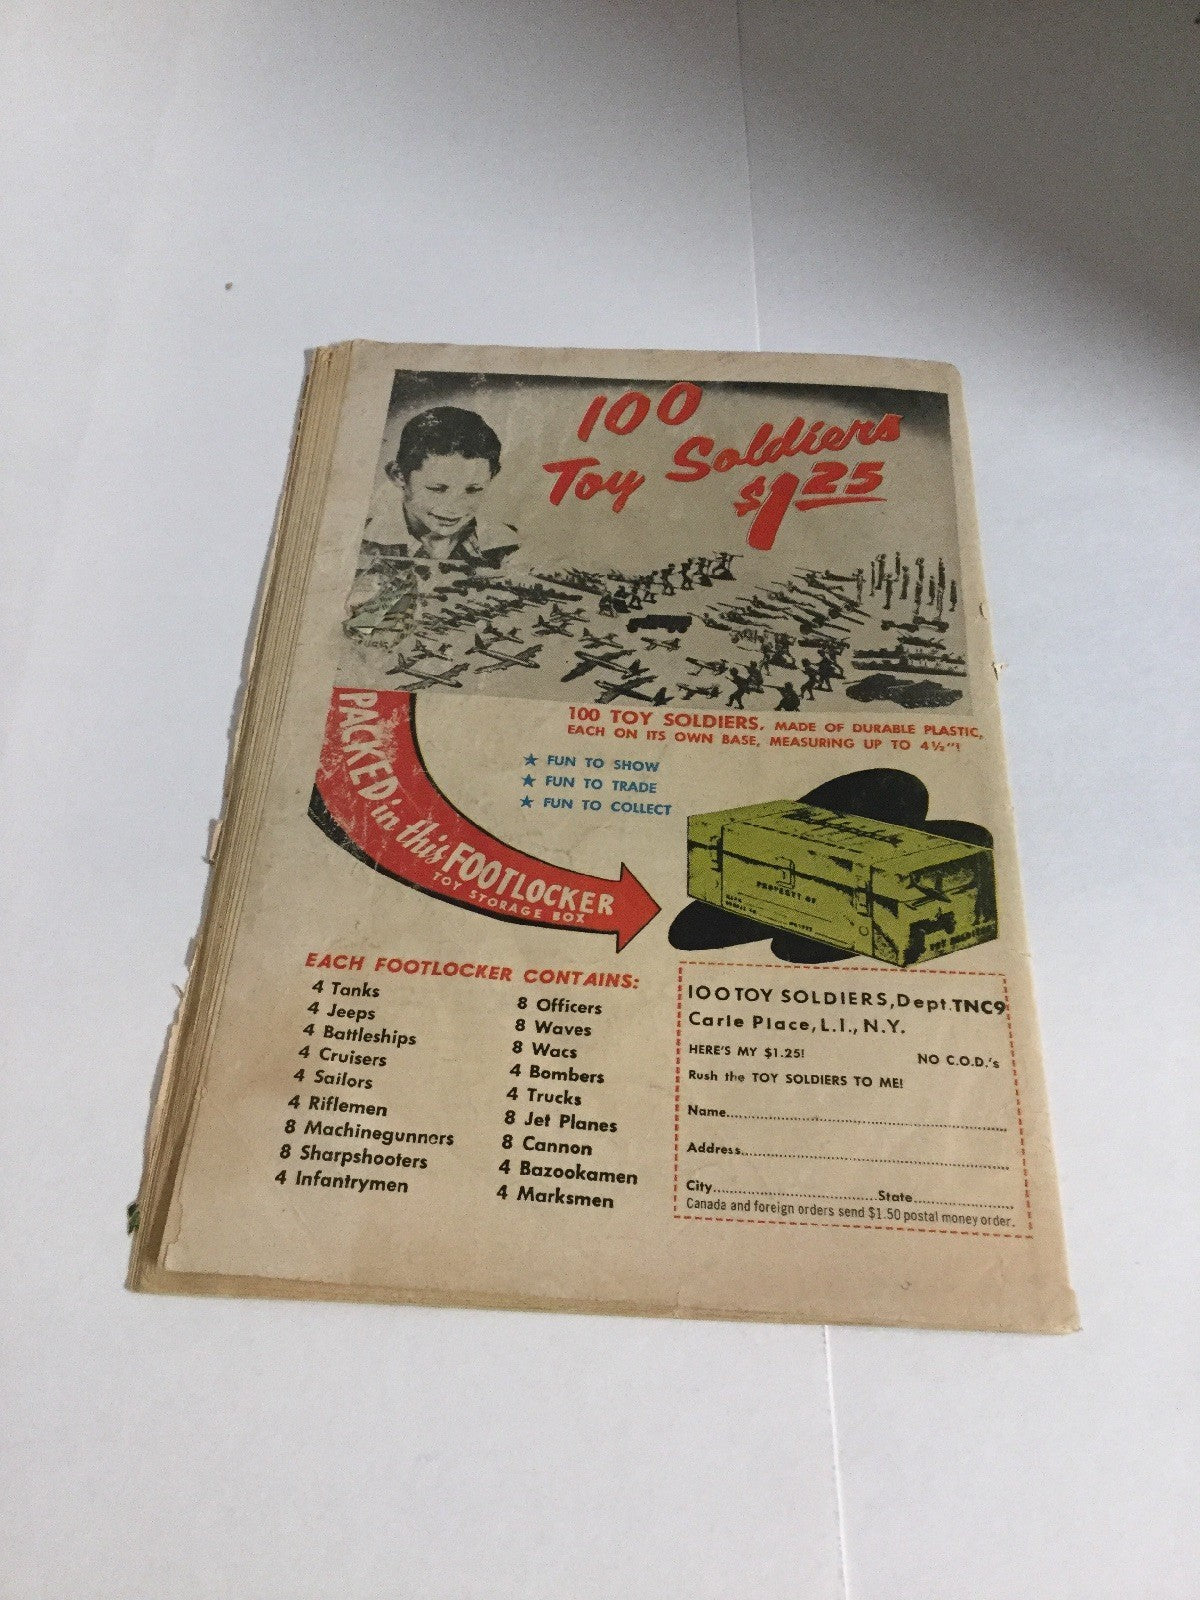 100
Toy Soldiers
$1.25
100 TOY SOLDIERS, MADE OF DURABLE PLASTIC,
EACH ON ITS OWN BASE, MEASURING UP TO 4½"!
★ FUN TO SHOW
★ FUN TO TRADE
★ FUN TO COLLECT
PACKED in this FOOTLOCKER
TOY STORAGE BOX
PROPERTY OF
TOY SOLDIERS
EACH FOOTLOCKER CONTAINS:
4 Tanks
4 Jeeps
4 Battleships
4 Cruisers
4 Sailors
4 Riflemen
8 Machinegunners
8 Sharpshooters
4 Infantrymen
8 Officers
8 Waves
8 Wacs
4 Bombers
4 Trucks
8 Jet Planes
8 Cannon
4 Bazookamen
4 Marksmen
100 TOY SOLDIERS, Dept. TNC9
Carle Place, L.I., N.Y.
HERE'S MY $1.25! NO C.O.D.'s
Rush the TOY SOLDIERS TO ME!
Name
Address
City State
Canada and foreign orders send $1.50 postal money order.